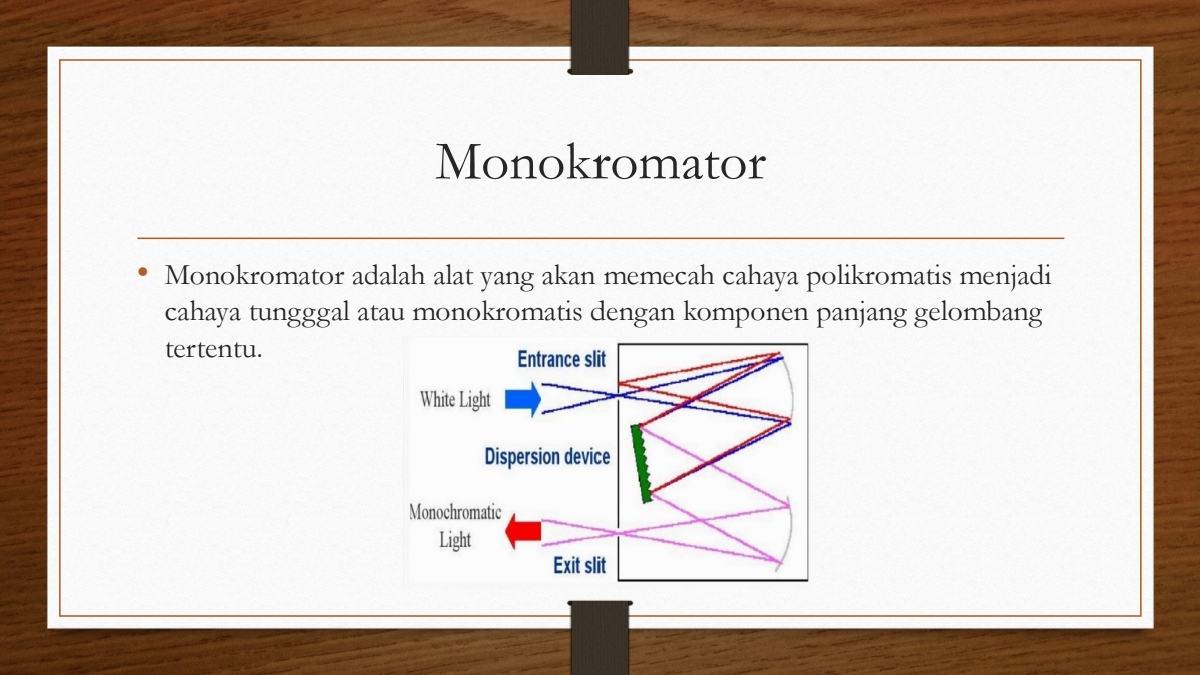 Monokromator
• Monokromator adalah alat yang akan memecah cahaya polikromatis menjadi
cahaya tungggal atau monokromatis dengan komponen panjang gelombang
tertentu.
Entrance slit
White Light
Dispersion device
Monochromatic
Light
Exit slit